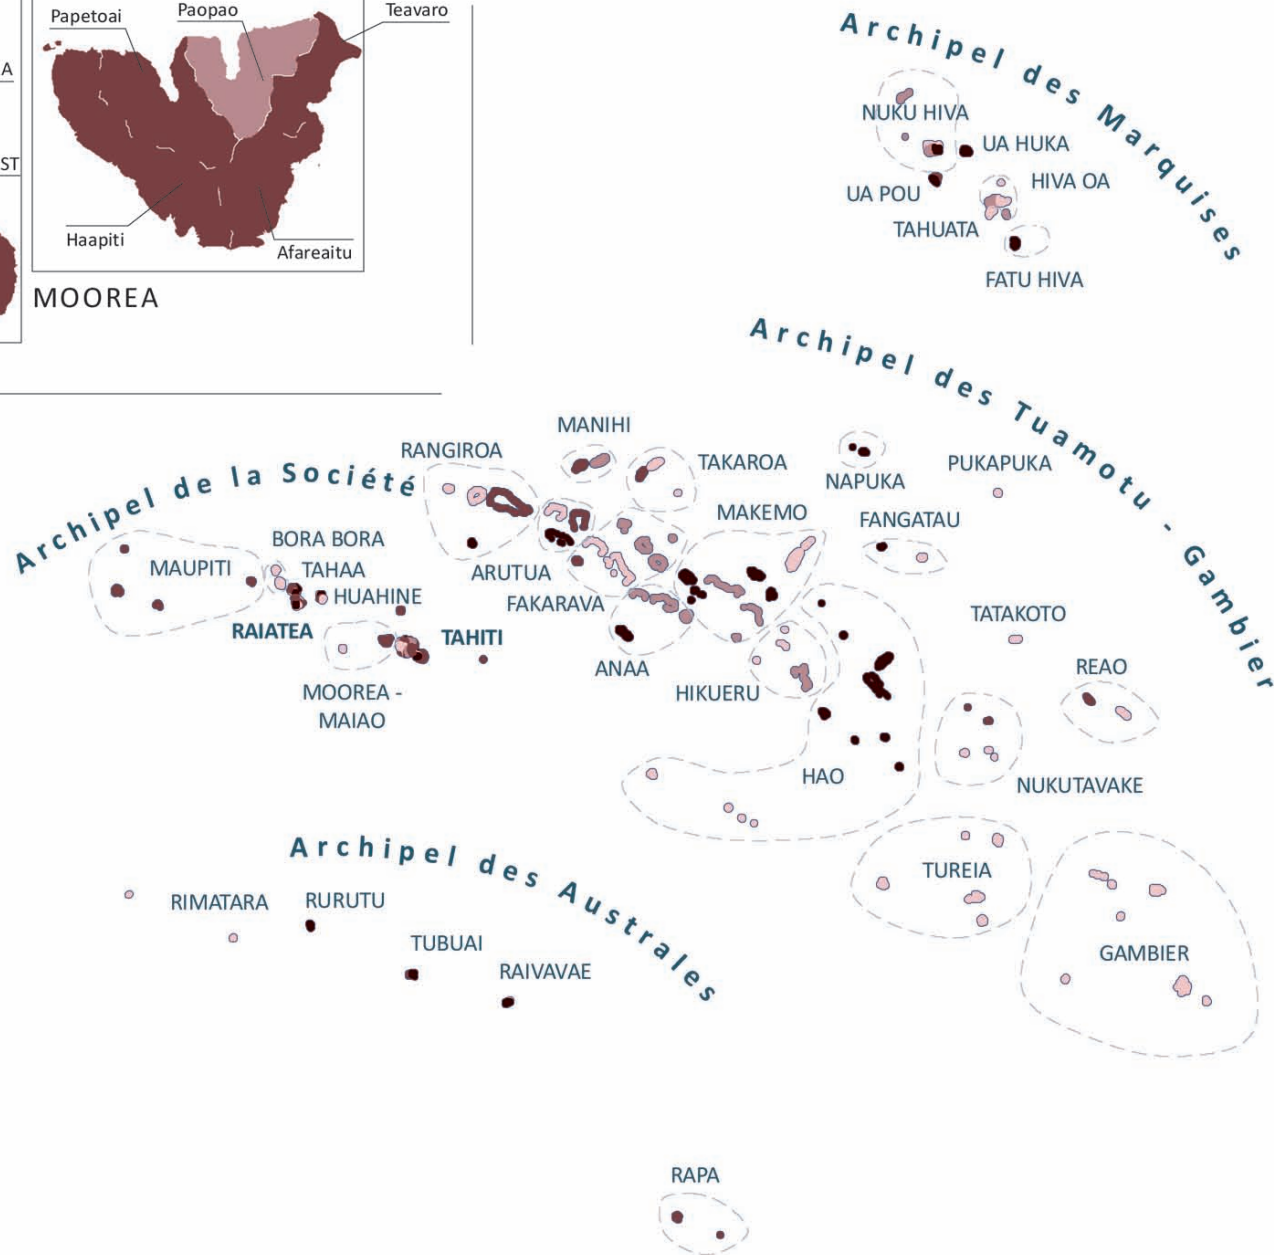 Papetoai
Paopao
Teavaro
A
ST
Haapiti
Afareaitu
MOOREA
Archipel des Marquises
NUKU HIVA
UA HUKA
HIVA OA
UA POU
TAHUATA
FATU HIVA
Archipel des Tuamotu - Gambier
Archipel de la Société
MANIHI
RANGIROA
TAKAROA
NAPUKA
PUKAPUKA
MAKEMO
FANGATAU
BORA BORA
MAUPITI
TAHAA
HUAHINE
ARUTUA
FAKARAVA
RAIATEA
TAHITI
TATAKOTO
ANAA
REAO
MOOREA -
MAIAO
HIKUERU
HAO
NUKUTAVAKE
Archipel des Australes
TUREIA
RIMATARA
RURUTU
TUBUAI
RAIVAVAE
GAMBIER
RAPA